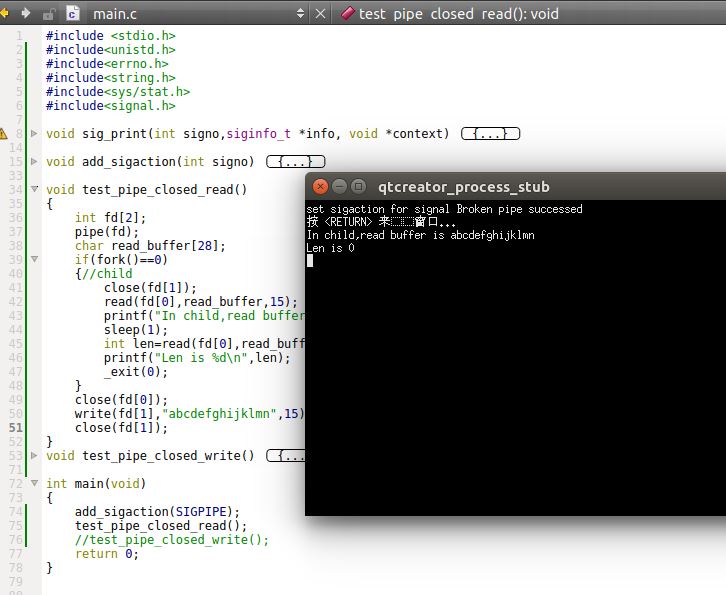 main.c
test_pipe_closed_read(): void
1 #include <stdio.h>
2 #include<unistd.h>
3 #include<errno.h>
4 #include<string.h>
5 #include<sys/stat.h>
6 #include<signal.h>
7
8 void sig_print(int signo,siginfo_t *info, void *context) {...}
14
15 void add_sigaction(int signo) {...}
33
34 void test_pipe_closed_read()
35 {
36 int fd[2];
37 pipe(fd);
38 char read_buffer[28];
39 if(fork()==0)
40 {//child
41 close(fd[1]);
42 read(fd[0],read_buffer,15);
43 printf("In child,read buffer
44 sleep(1);
45 int len=read(fd[0],read_buff
46 printf("Len is %d\n",len);
47 _exit(0);
48 }
49 close(fd[0]);
50 write(fd[1],"abcdefghijklmn",15)
51 close(fd[1]);
52 }
53 void test_pipe_closed_write() {...
71
72 int main(void)
73 {
74 add_sigaction(SIGPIPE);
75 test_pipe_closed_read();
76 //test_pipe_closed_write();
77 return 0;
78 }
79
qtcreator_process_stub
set sigaction for signal Broken pipe successed
按 <RETURN> 来窗口...
In child,read buffer is abcdefghijklmn
Len is 0